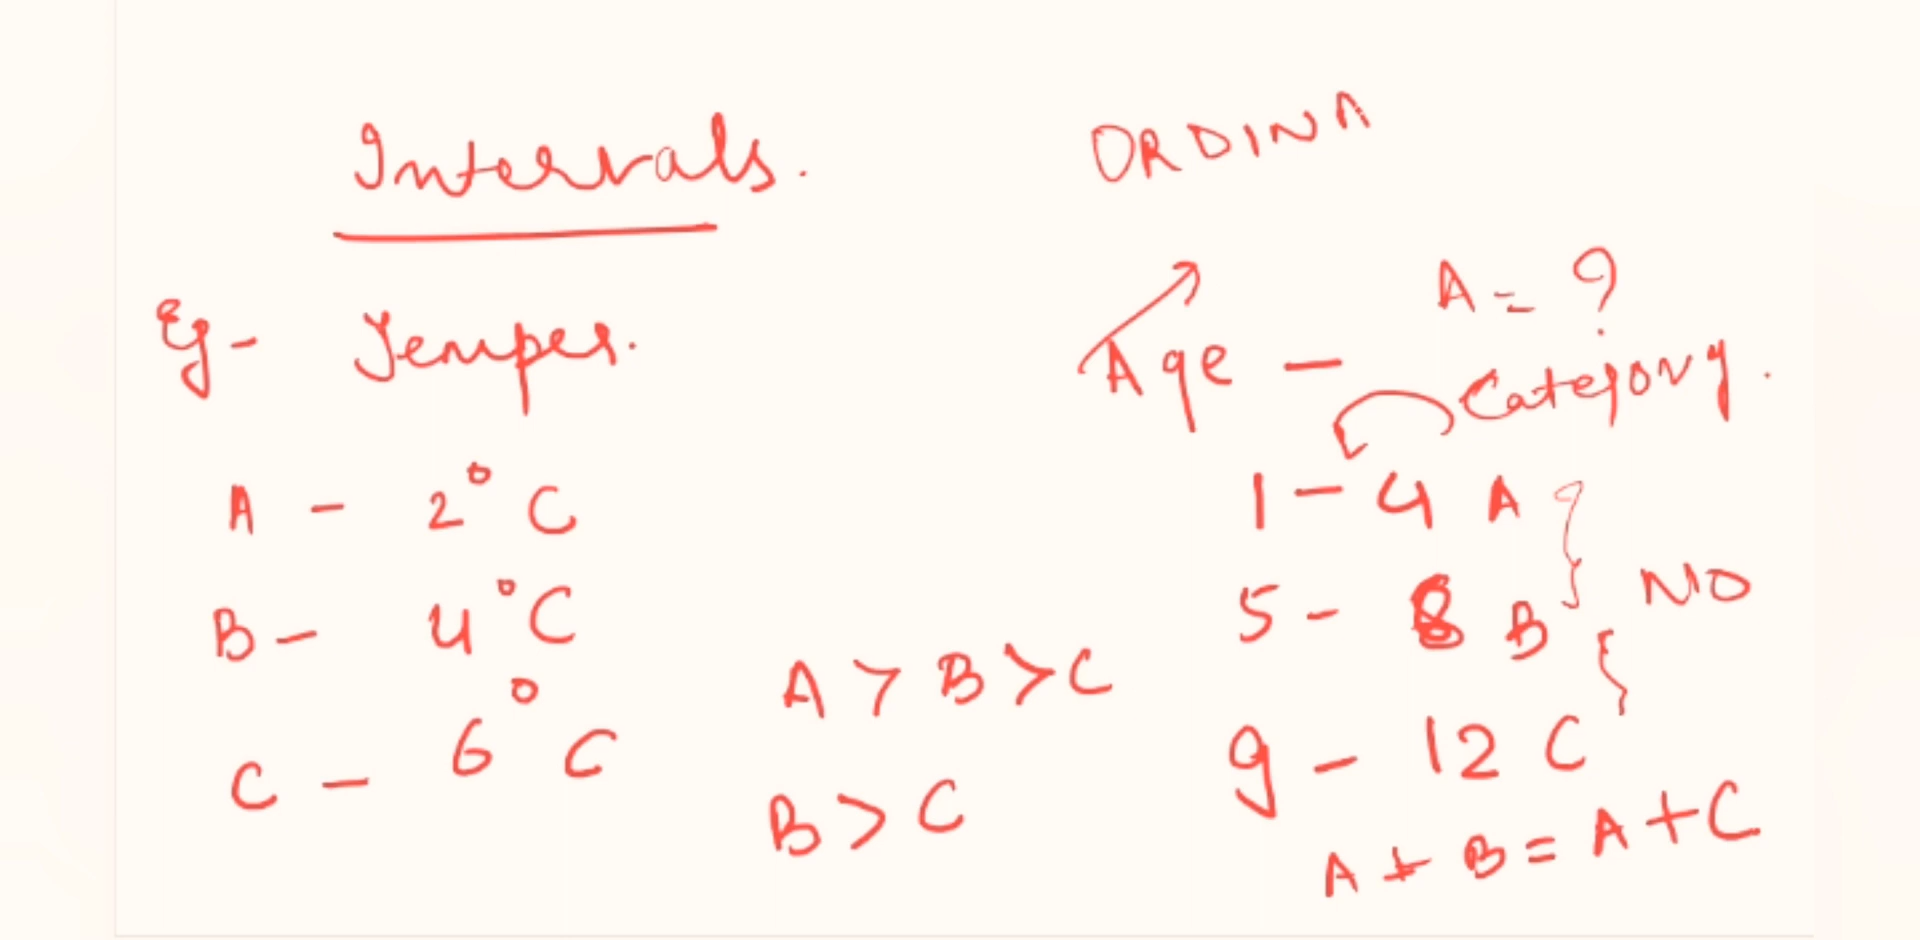 Intervals.
Eg- Temper.
A - 2°C
B - 4°C
C - 6°C
A > B > C
B > C
ORDINA
A = ?
Age - Category.
1 - 4 A
5 - 8 B
NO
9 - 12 C
A + B = A + C